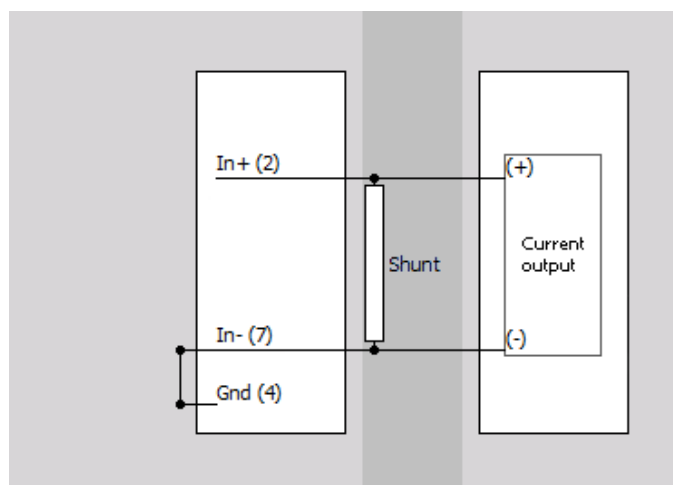 In+ (2)
(+)
Current
output
Shunt
In- (7)
(-)
Gnd (4)